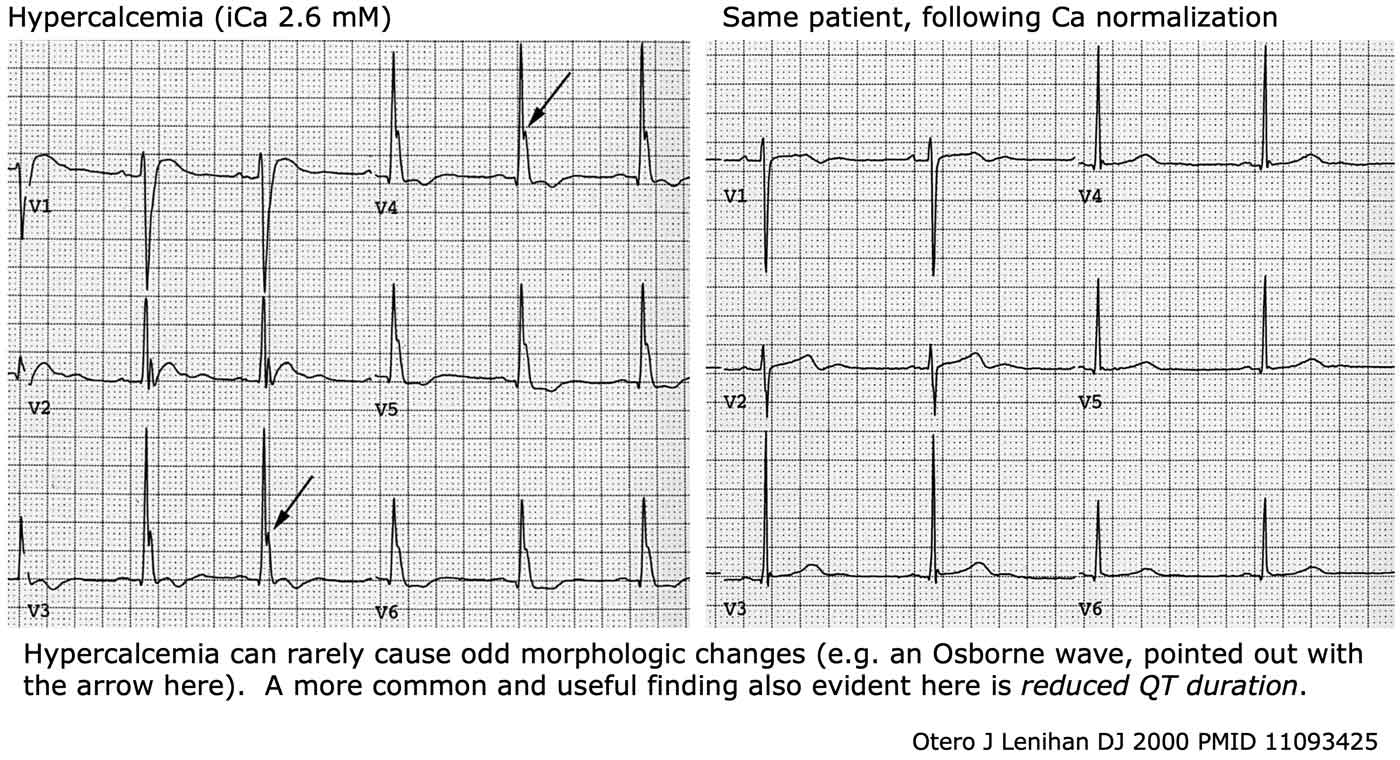 Hypercalcemia (iCa 2.6 mM)
Same patient, following Ca normalization
V1
V4
V2
V5
V3
V6
V1
V4
V2
V5
V3
V6
Hypercalcemia can rarely cause odd morphologic changes (e.g. an Osborne wave, pointed out with
the arrow here).  A more common and useful finding also evident here is reduced QT duration.
Otero J Lenihan DJ 2000 PMID 11093425